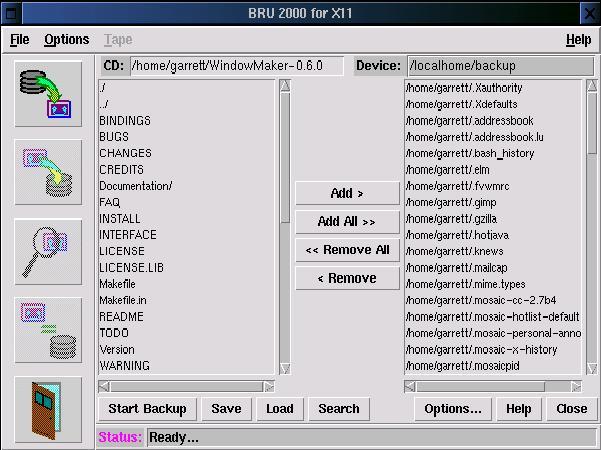 BRU 2000 for X11
File Options Tape Help
CD: /home/garrett/WindowMaker-0.6.0 Device: /localhome/backup
./
../
BINDINGS
BUGS
CHANGES
CREDITS
Documentation/
FAQ
INSTALL
INTERFACE
LICENSE
LICENSE.LIB
Makefile
Makefile.in
README
TODO
Version
WARNING
Add >
Add All >>
<< Remove All
< Remove
/home/garrett/.Xauthority
/home/garrett/.Xdefaults
/home/garrett/.addressbook
/home/garrett/.addressbook.lu
/home/garrett/.bash_history
/home/garrett/.elm
/home/garrett/.fvwmrc
/home/garrett/.gimp
/home/garrett/.gzilla
/home/garrett/.hotjava
/home/garrett/.knews
/home/garrett/.mailcap
/home/garrett/.mime.types
/home/garrett/.mosaic-cc-2.7b4
/home/garrett/.mosaic-hotlist-default
/home/garrett/.mosaic-personal-anno
/home/garrett/.mosaic-x-history
/home/garrett/.mosaicpid
Start Backup Save Load Search Options... Help Close
Status: Ready...